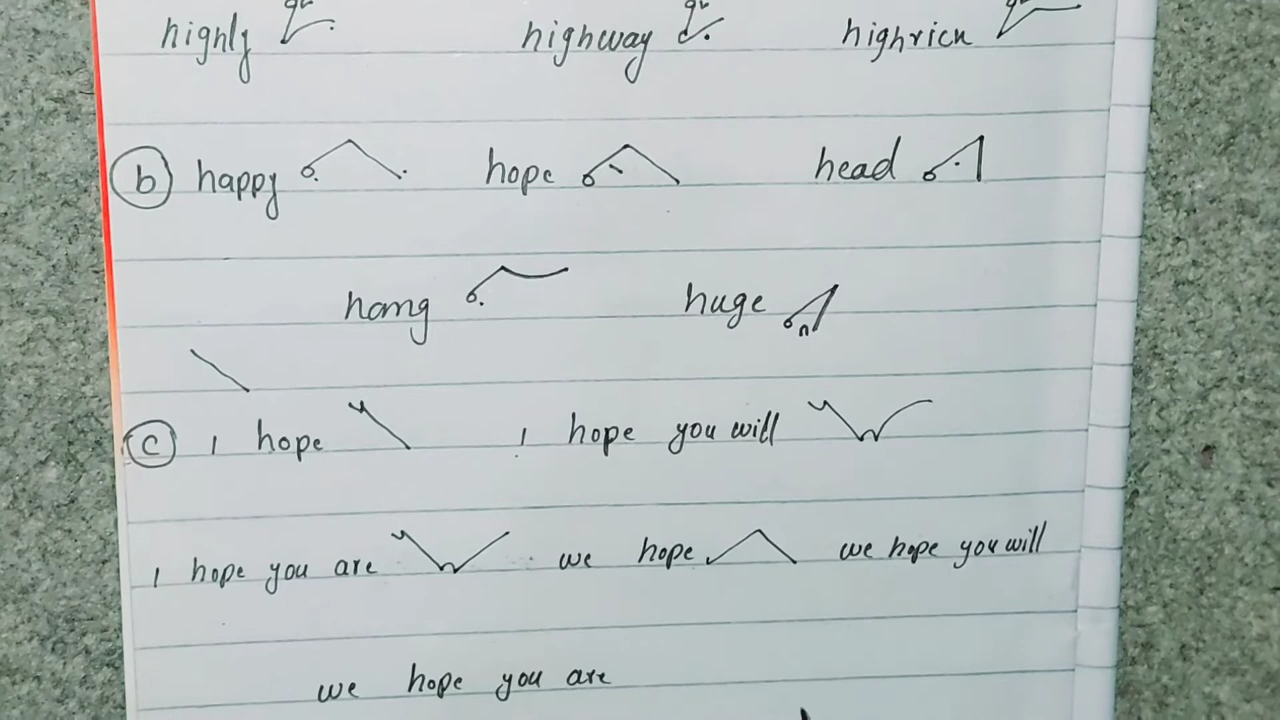 highly highway
ⓑ happy hope head
hang huge
ⓒ I hope I hope you will
I hope you are we hope we hope you will
we hope you are